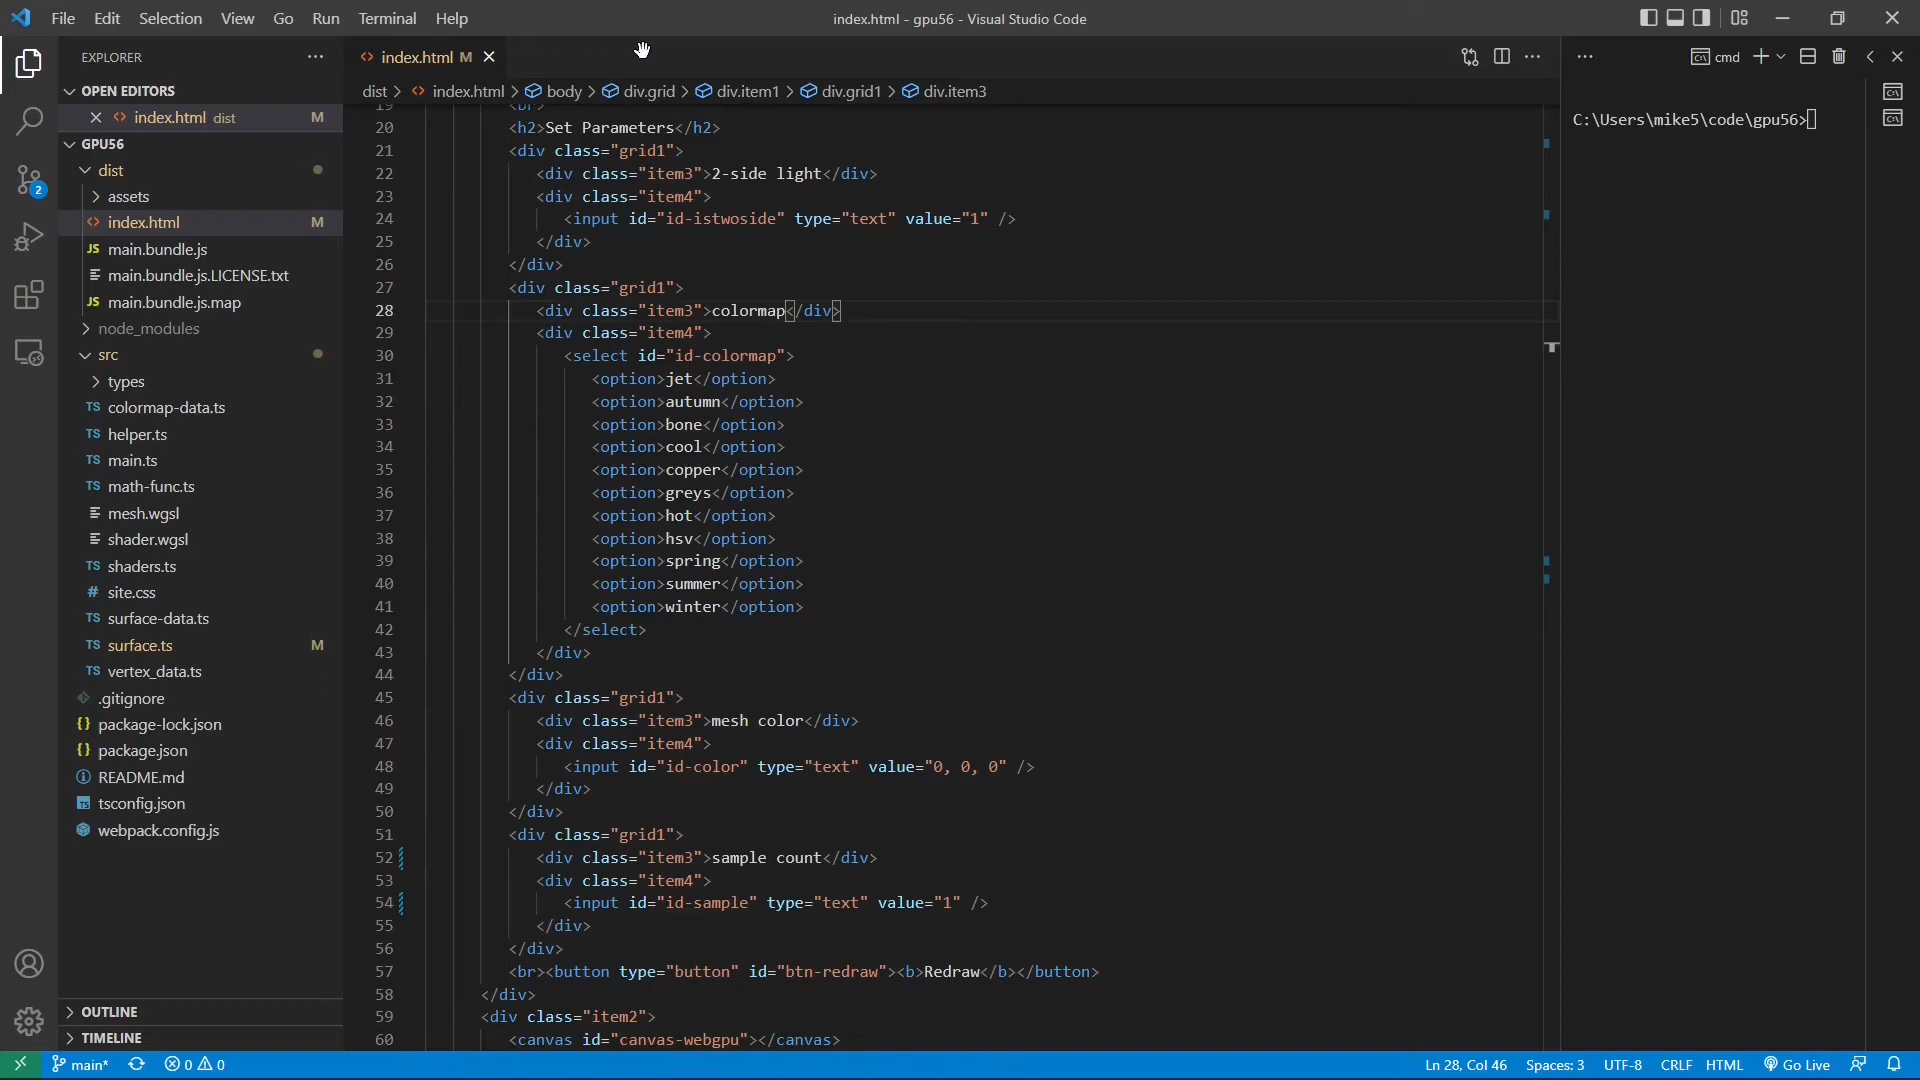 File Edit Selection View Go Run Terminal Help
index.html - gpu56 - Visual Studio Code
EXPLORER
OPEN EDITORS
index.html dist M
GPU56
dist
assets
index.html M
JS main.bundle.js
main.bundle.js.LICENSE.txt
JS main.bundle.js.map
node_modules
src
types
TS colormap-data.ts
TS helper.ts
TS main.ts
TS math-func.ts
mesh.wgsl
shader.wgsl
TS shaders.ts
# site.css
TS surface-data.ts
TS surface.ts M
TS vertex_data.ts
.gitignore
{} package-lock.json
{} package.json
README.md
TS tsconfig.json
webpack.config.js
OUTLINE
TIMELINE
2
index.html M
dist > index.html > body > div.grid > div.item1 > div.grid1 > div.item3
19 <br>
20 <h2>Set Parameters</h2>
21 <div class="grid1">
22 <div class="item3">2-side light</div>
23 <div class="item4">
24 <input id="id-istwoside" type="text" value="1" />
25 </div>
26 </div>
27 <div class="grid1">
28 <div class="item3">colormap</div>
29 <div class="item4">
30 <select id="id-colormap">
31 <option>jet</option>
32 <option>autumn</option>
33 <option>bone</option>
34 <option>cool</option>
35 <option>copper</option>
36 <option>greys</option>
37 <option>hot</option>
38 <option>hsv</option>
39 <option>spring</option>
40 <option>summer</option>
41 <option>winter</option>
42 </select>
43 </div>
44 </div>
45 <div class="grid1">
46 <div class="item3">mesh color</div>
47 <div class="item4">
48 <input id="id-color" type="text" value="0, 0, 0" />
49 </div>
50 </div>
51 <div class="grid1">
52 <div class="item3">sample count</div>
53 <div class="item4">
54 <input id="id-sample" type="text" value="1" />
55 </div>
56 </div>
57 <br><button type="button" id="btn-redraw"><b>Redraw</b></button>
58 </div>
59 <div class="item2">
60 <canvas id="canvas-webgpu"></canvas>
cmd
C:\Users\mike5\code\gpu56>
main* 0 0
Ln 28, Col 46 Spaces: 3 UTF-8 CRLF HTML Go Live